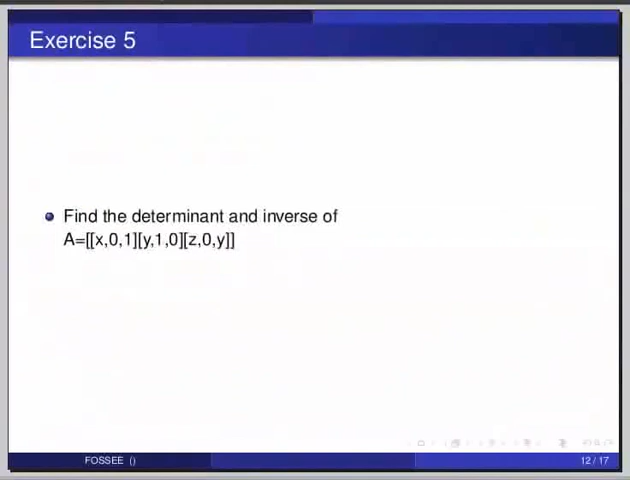 Exercise 5
Find the determinant and inverse of
A=[[x,0,1][y,1,0][z,0,y]]
FOSSEE ()
12 / 17